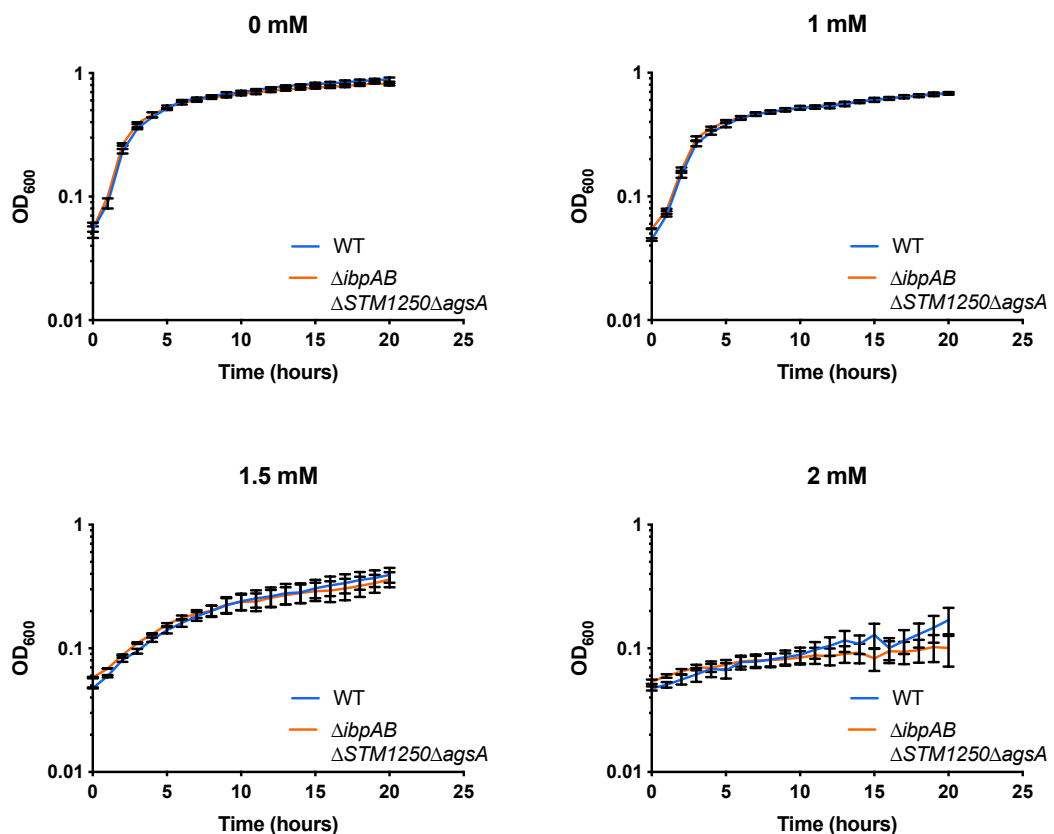 0 mM
1
0.1
0.01
OD600
WT
ΔibpAB
ΔSTM1250ΔagsA
0 5 10 15 20 25
Time (hours)
1 mM
1
0.1
0.01
OD600
WT
ΔibpAB
ΔSTM1250ΔagsA
0 5 10 15 20 25
Time (hours)
1.5 mM
1
0.1
0.01
OD600
WT
ΔibpAB
ΔSTM1250ΔagsA
0 5 10 15 20 25
Time (hours)
2 mM
1
0.1
0.01
OD600
WT
ΔibpAB
ΔSTM1250ΔagsA
0 5 10 15 20 25
Time (hours)